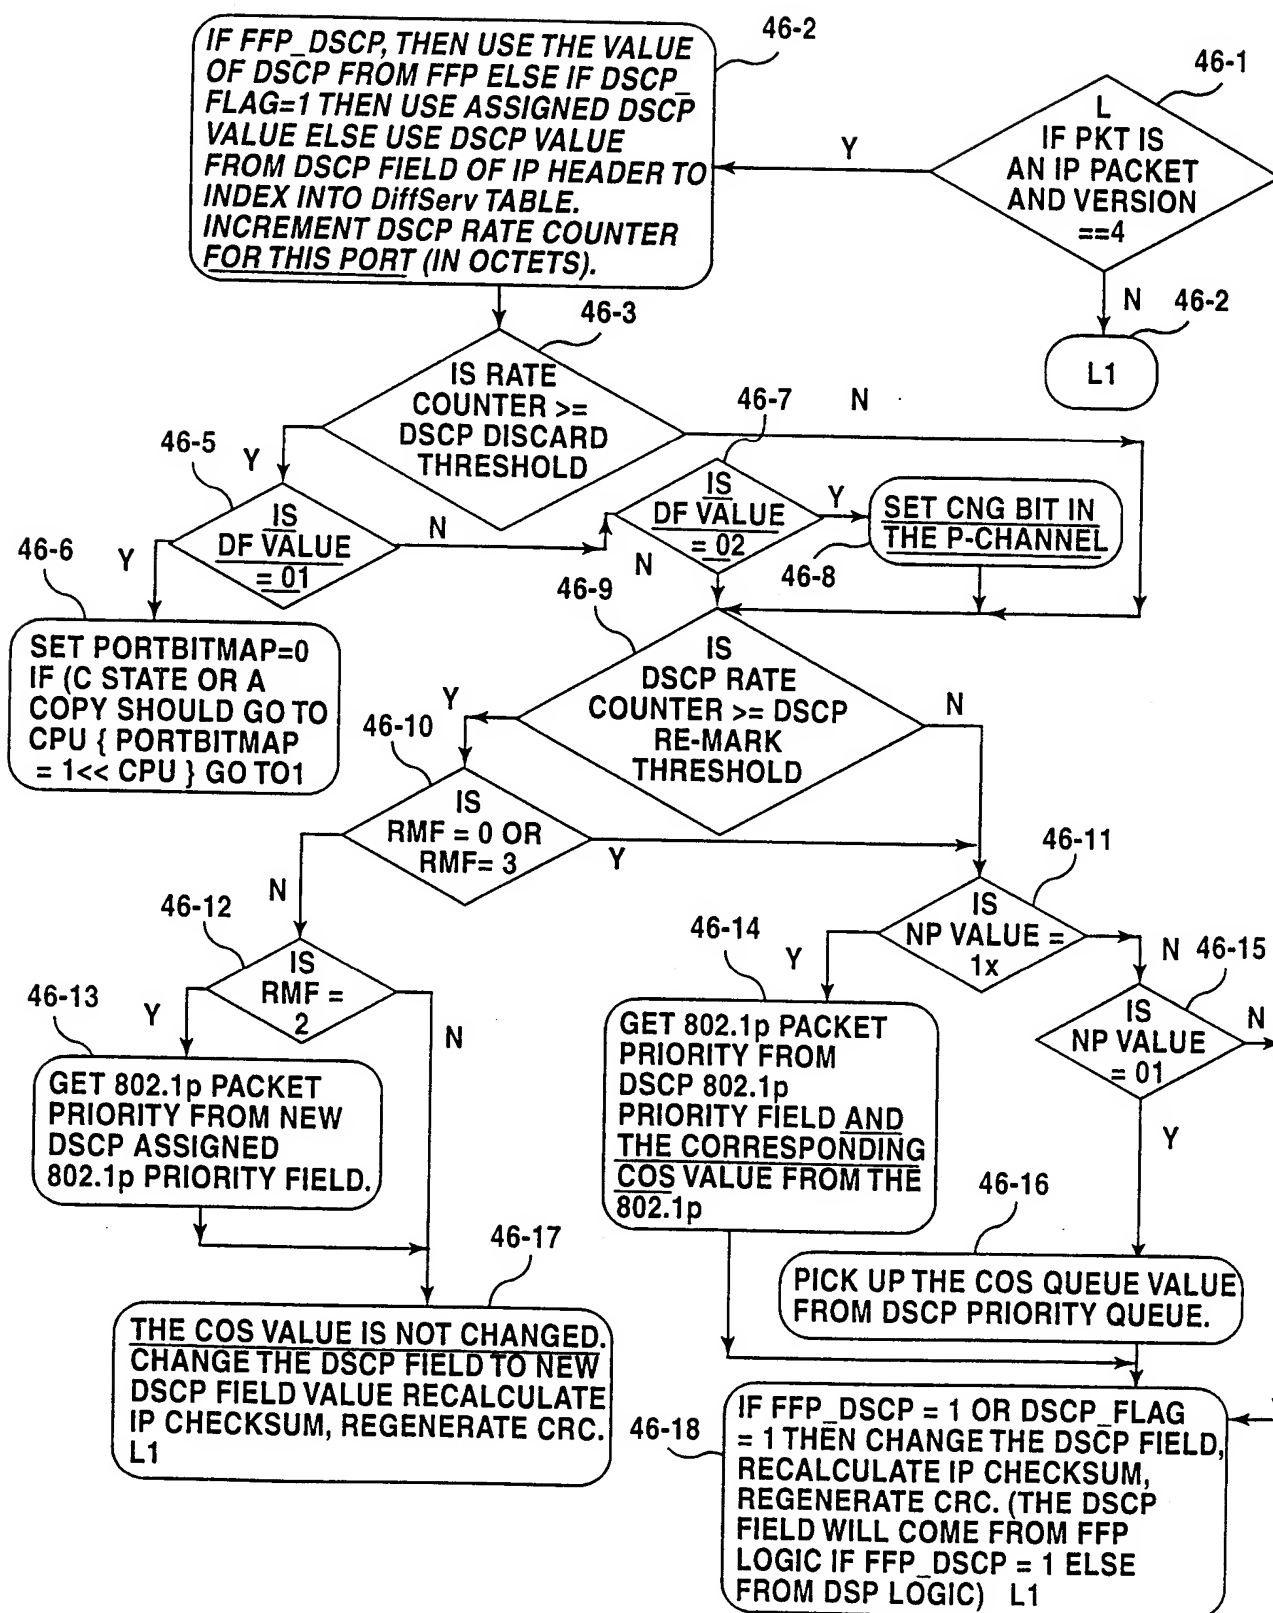 46-2
IF FFP_DSCP, THEN USE THE VALUE
OF DSCP FROM FFP ELSE IF DSCP_
FLAG=1 THEN USE ASSIGNED DSCP
VALUE ELSE USE DSCP VALUE
FROM DSCP FIELD OF IP HEADER TO
INDEX INTO DiffServ TABLE.
INCREMENT DSCP RATE COUNTER
FOR THIS PORT (IN OCTETS).
46-1
L
IF PKT IS
AN IP PACKET
AND VERSION
==4
Y
N
46-2
L1
46-3
IS RATE
COUNTER >=
DSCP DISCARD
THRESHOLD
Y
N
46-5
IS
DF VALUE
= 01
Y
N
46-7
IS
DF VALUE
= 02
Y
N
SET CNG BIT IN
THE P-CHANNEL
46-8
46-6
SET PORTBITMAP=0
IF (C STATE OR A
COPY SHOULD GO TO
CPU { PORTBITMAP
= 1<< CPU } GO TO1
46-9
IS
DSCP RATE
COUNTER >= DSCP
RE-MARK
THRESHOLD
Y
N
46-10
IS
RMF = 0 OR
RMF= 3
N
Y
46-11
IS
NP VALUE =
1x
Y
N
46-12
IS
RMF =
2
Y
N
46-13
GET 802.1p PACKET
PRIORITY FROM NEW
DSCP ASSIGNED
802.1p PRIORITY FIELD.
46-14
GET 802.1p PACKET
PRIORITY FROM
DSCP 802.1p
PRIORITY FIELD AND
THE CORRESPONDING
COS VALUE FROM THE
802.1p
46-15
IS
NP VALUE
= 01
N
Y
46-16
PICK UP THE COS QUEUE VALUE
FROM DSCP PRIORITY QUEUE.
46-17
THE COS VALUE IS NOT CHANGED.
CHANGE THE DSCP FIELD TO NEW
DSCP FIELD VALUE RECALCULATE
IP CHECKSUM, REGENERATE CRC.
L1
46-18
IF FFP_DSCP = 1 OR DSCP_FLAG
= 1 THEN CHANGE THE DSCP FIELD,
RECALCULATE IP CHECKSUM,
REGENERATE CRC. (THE DSCP
FIELD WILL COME FROM FFP
LOGIC IF FFP_DSCP = 1 ELSE
FROM DSP LOGIC) L1